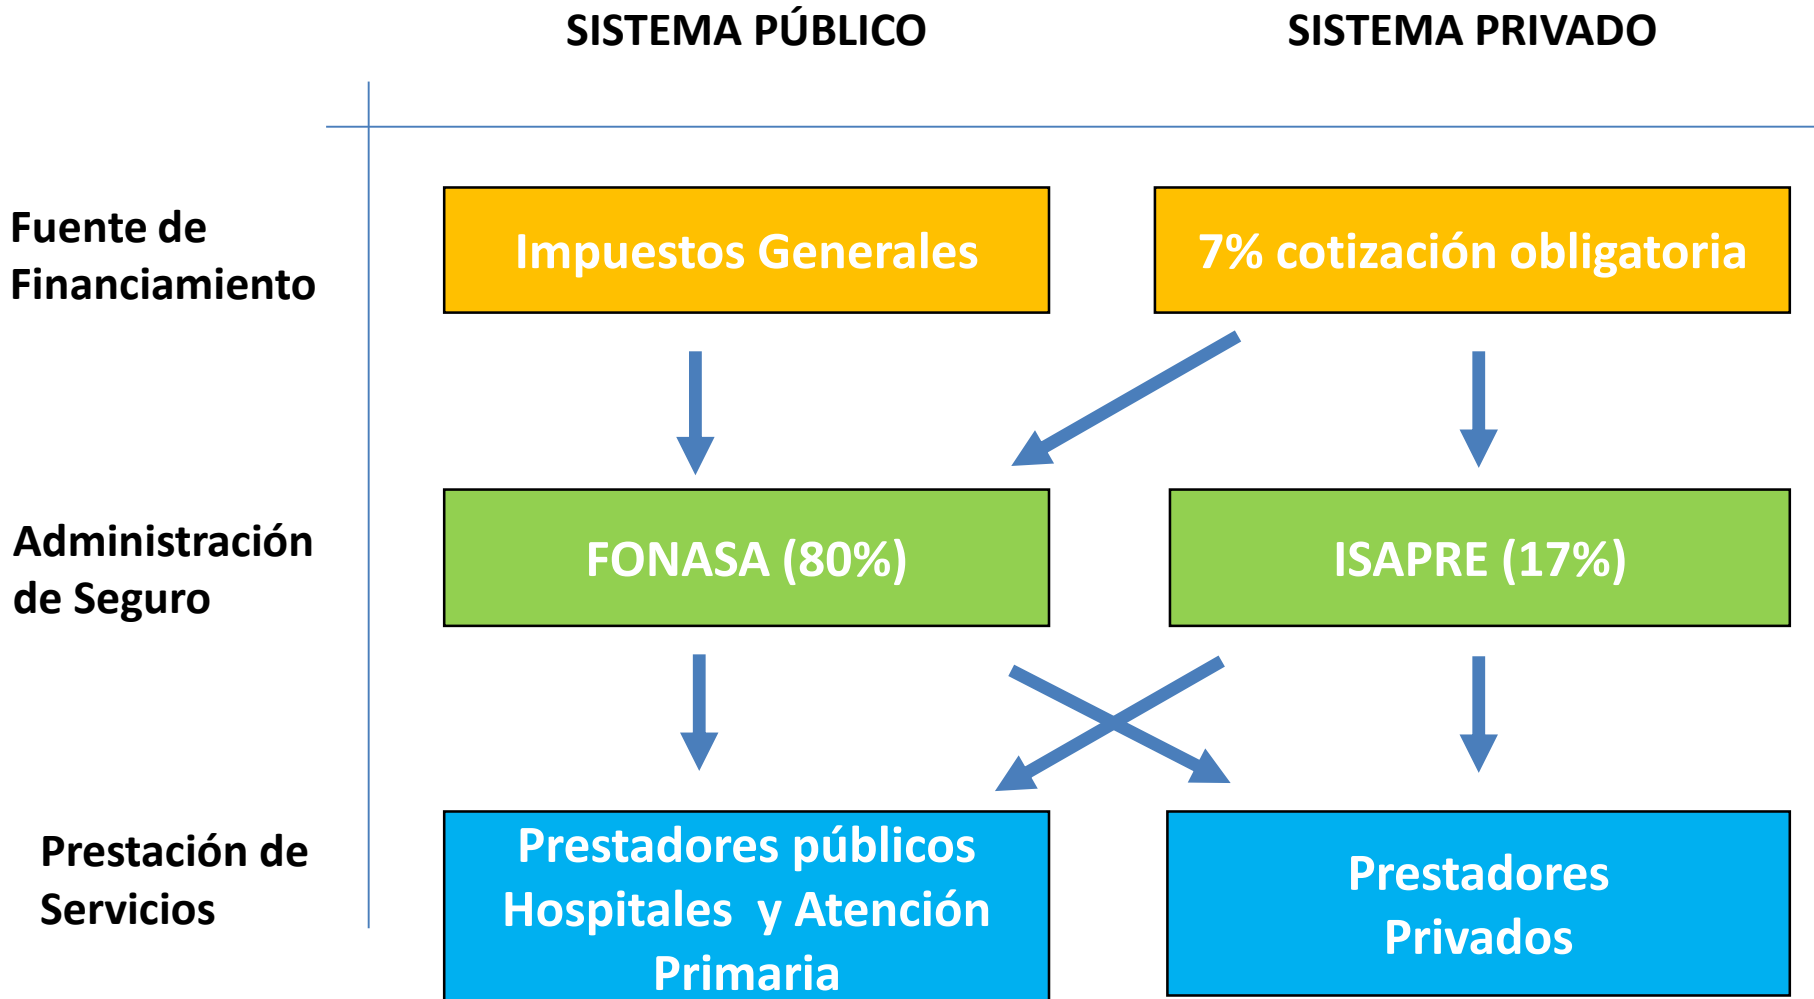 SISTEMA PÚBLICO
SISTEMA PRIVADO
Fuente de
Financiamiento
Impuestos Generales
7% cotización obligatoria
Administración
de Seguro
FONASA (80%)
ISAPRE (17%)
Prestación de
Servicios
Prestadores públicos
Hospitales y Atención
Primaria
Prestadores
Privados